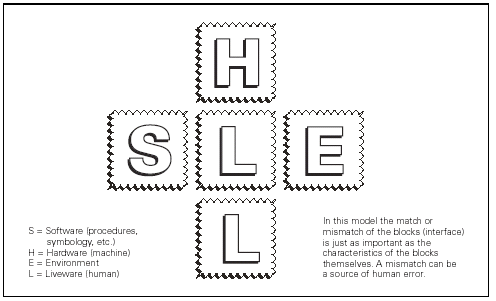 H
S L E
L
S = Software (procedures,
symbology, etc.)
H = Hardware (machine)
E = Environment
L = Liveware (human)
In this model the match or
mismatch of the blocks (interface)
is just as important as the
characteristics of the blocks
themselves. A mismatch can be
a source of human error.